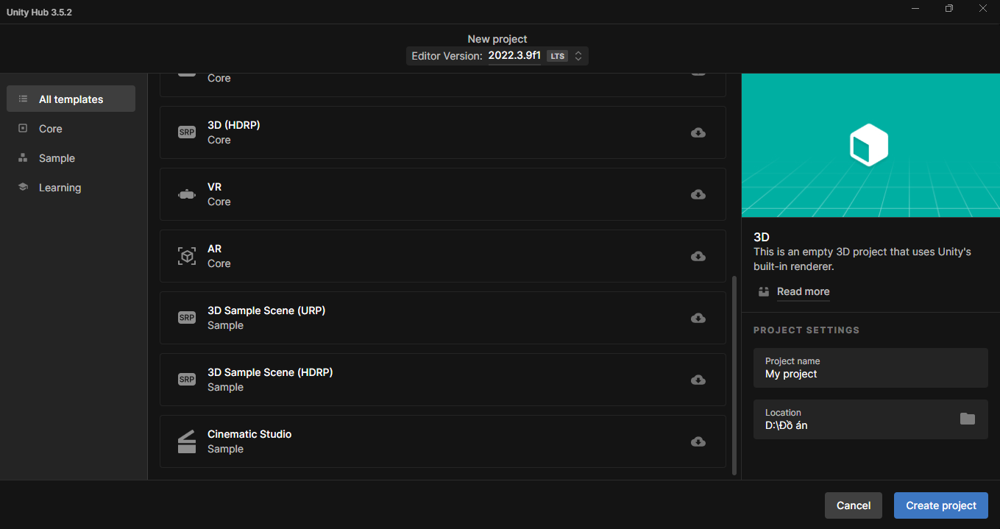 Unity Hub 3.5.2
New project
Editor Version: 2022.3.9f1 LTS
All templates
Core
Sample
Learning
Core
SRP
3D (HDRP)
Core
VR
Core
AR
Core
SRP
3D Sample Scene (URP)
Sample
SRP
3D Sample Scene (HDRP)
Sample
Cinematic Studio
Sample
3D
This is an empty 3D project that uses Unity's
built-in renderer.
Read more
PROJECT SETTINGS
Project name
My project
Location
D:\Đồ án
Cancel
Create project